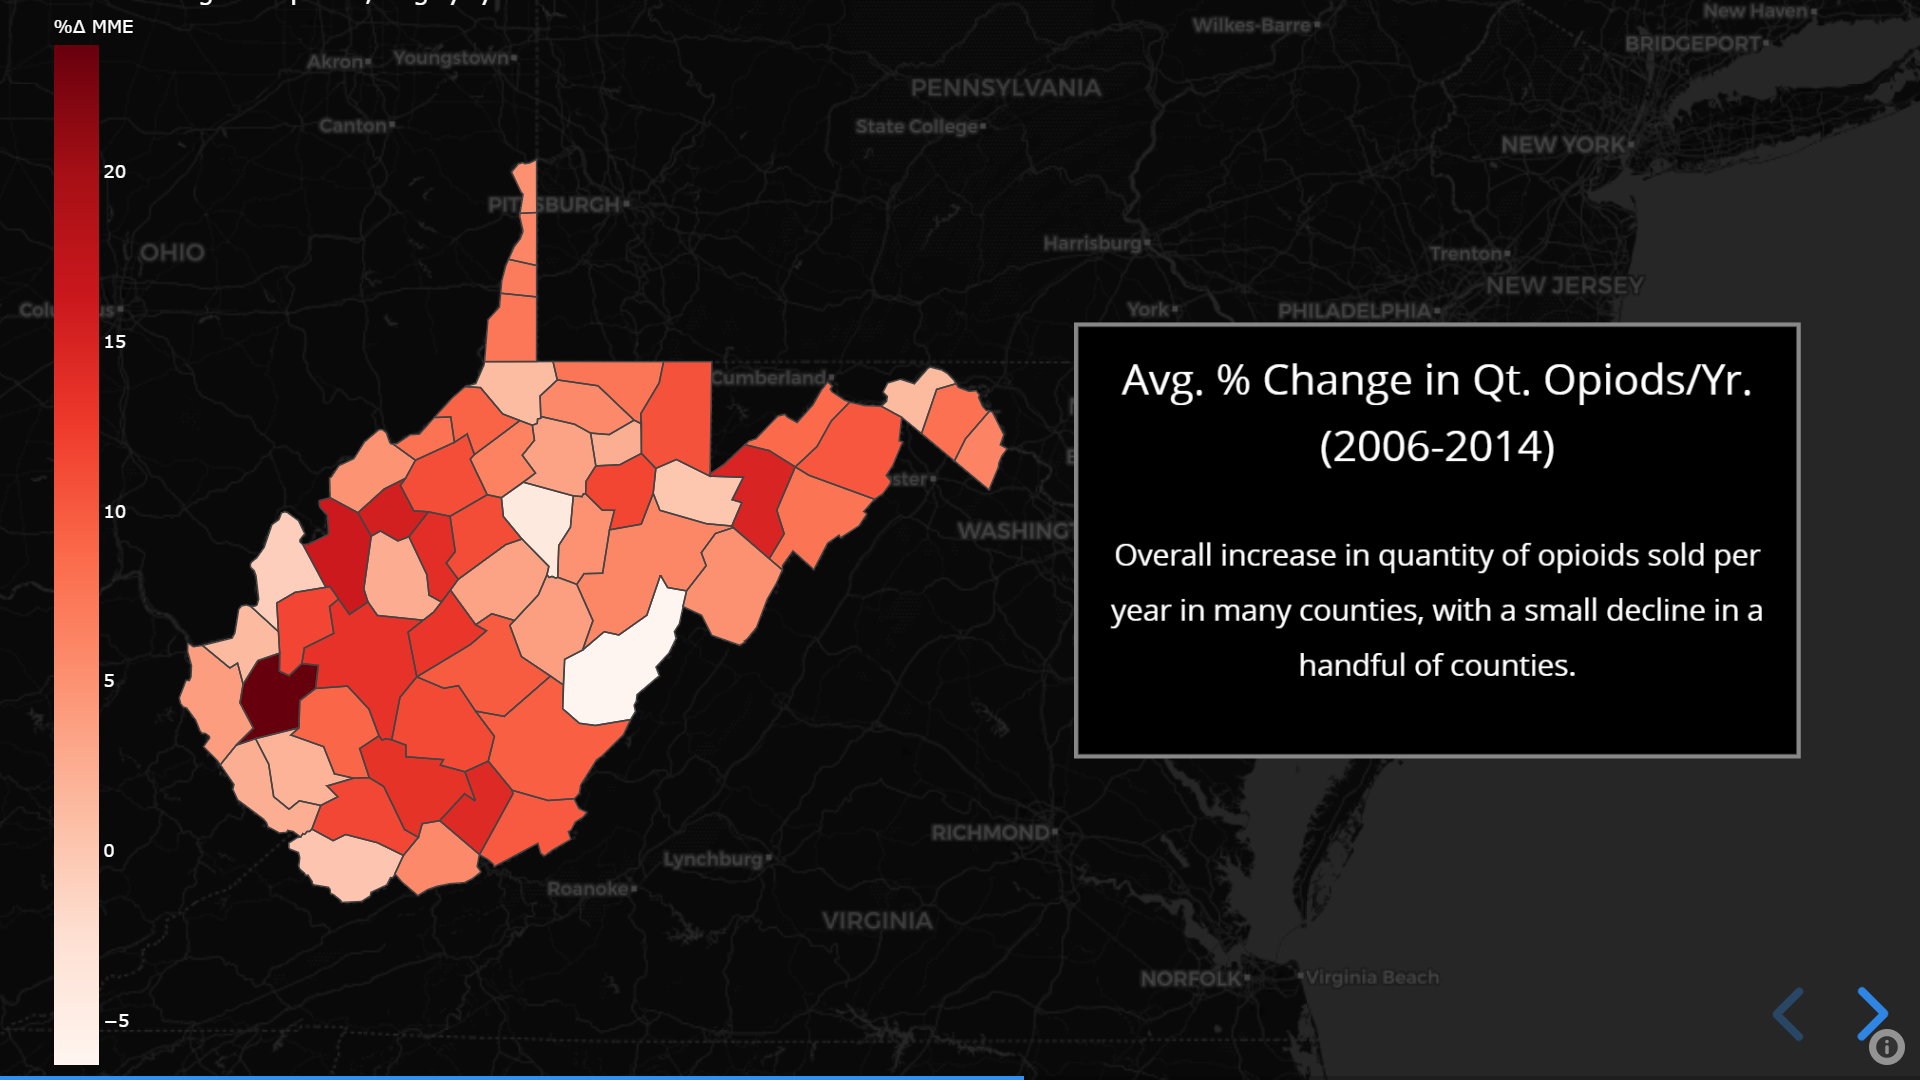 %Δ MME
20
15
10
5
0
−5
Wilkes-Barre
New Haven
BRIDGEPORT
Akron
Youngstown
PENNSYLVANIA
Canton
State College
NEW YORK
PITTSBURGH
OHIO
Harrisburg
Trenton
NEW JERSEY
York
PHILADELPHIA
Cumberland
Avg. % Change in Qt. Opiods/Yr.
(2006-2014)
Overall increase in quantity of opioids sold per
year in many counties, with a small decline in a
handful of counties.
WASHINGT
RICHMOND
Lynchburg
Roanoke
VIRGINIA
NORFOLK
Virginia Beach